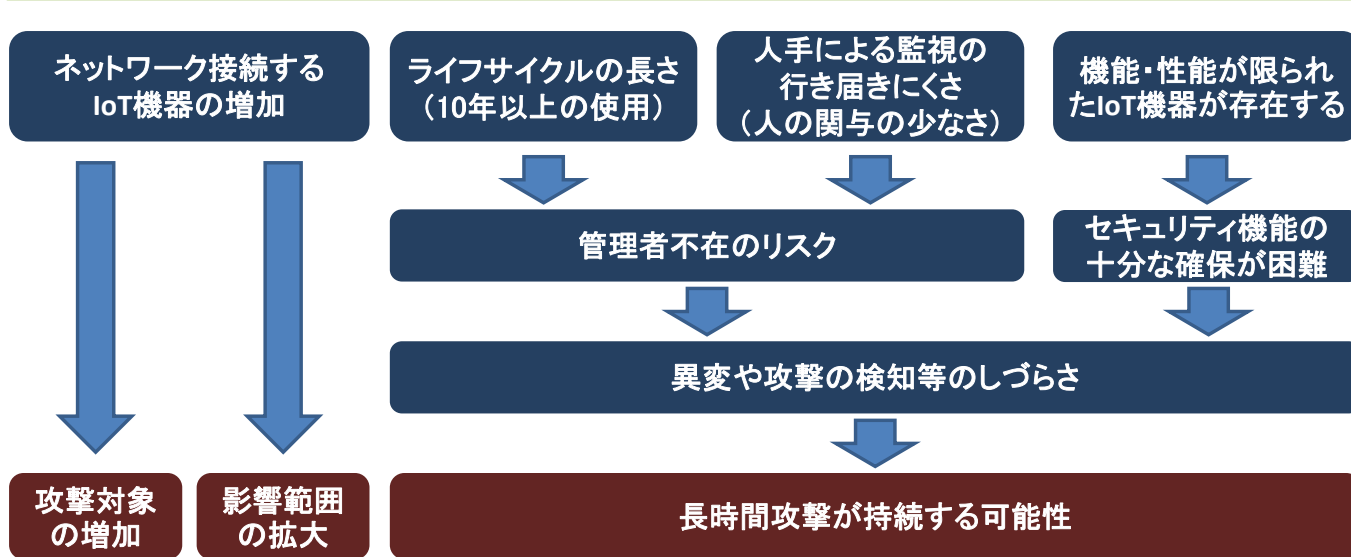 ネットワーク接続する
IoT機器の増加
ライフサイクルの長さ
（10年以上の使用）
人手による監視の
行き届きにくさ
（人の関与の少なさ）
機能・性能が限られ
たIoT機器が存在する
管理者不在のリスク
セキュリティ機能の
十分な確保が困難
異変や攻撃の検知等のしづらさ
攻撃対象
の増加
影響範囲
の拡大
長時間攻撃が持続する可能性